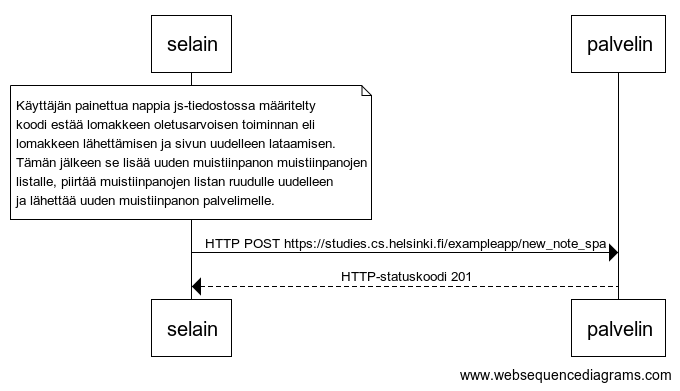 selain
palvelin
Käyttäjän painettua nappia js-tiedostossa määritelty
koodi estää lomakkeen oletusarvoisen toiminnan eli
lomakkeen lähettämisen ja sivun uudelleen lataamisen.
Tämän jälkeen se lisää uuden muistiinpanon muistiinpanojen
listalle, piirtää muistiinpanojen listan ruudulle uudelleen
ja lähettää uuden muistiinpanon palvelimelle.
HTTP POST https://studies.cs.helsinki.fi/exampleapp/new_note_spa
HTTP-statuskoodi 201
selain
palvelin
www.websequencediagrams.com